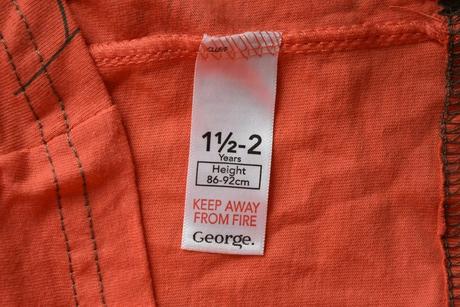 1½-2
Years
Height
86-92cm
KEEP AWAY
FROM FIRE
George.